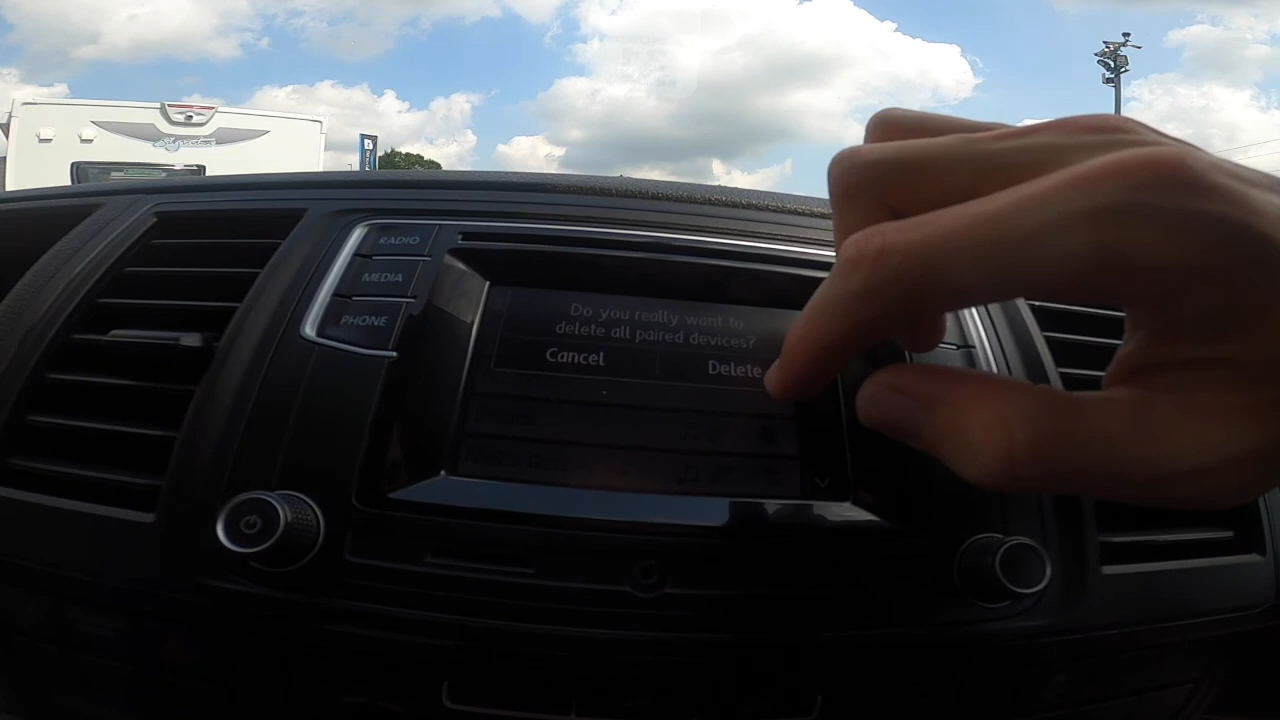 RADIO
MEDIA
PHONE
Do you really want to
delete all paired devices?
Cancel
Delete